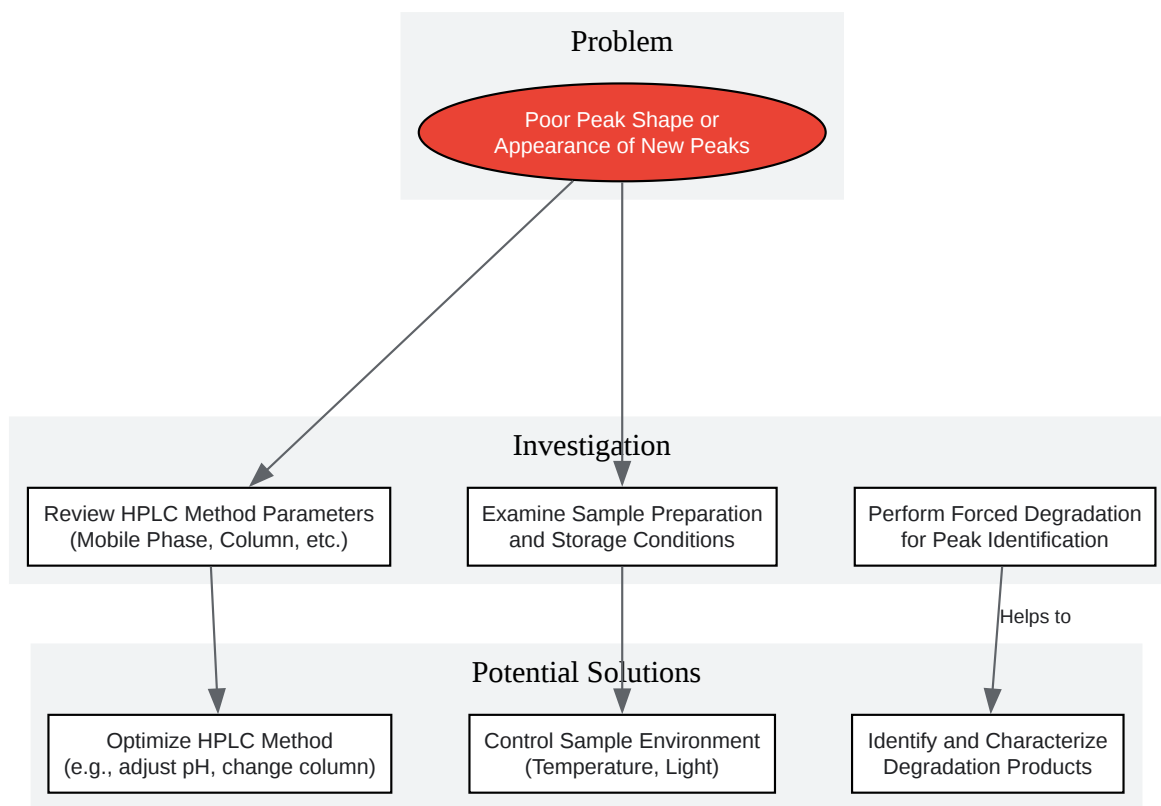 Problem
Poor Peak Shape or
Appearance of New Peaks
Investigation
Review HPLC Method Parameters
(Mobile Phase, Column, etc.)
Examine Sample Preparation
and Storage Conditions
Perform Forced Degradation
for Peak Identification
Helps to
Potential Solutions
Optimize HPLC Method
(e.g., adjust pH, change column)
Control Sample Environment
(Temperature, Light)
Identify and Characterize
Degradation Products